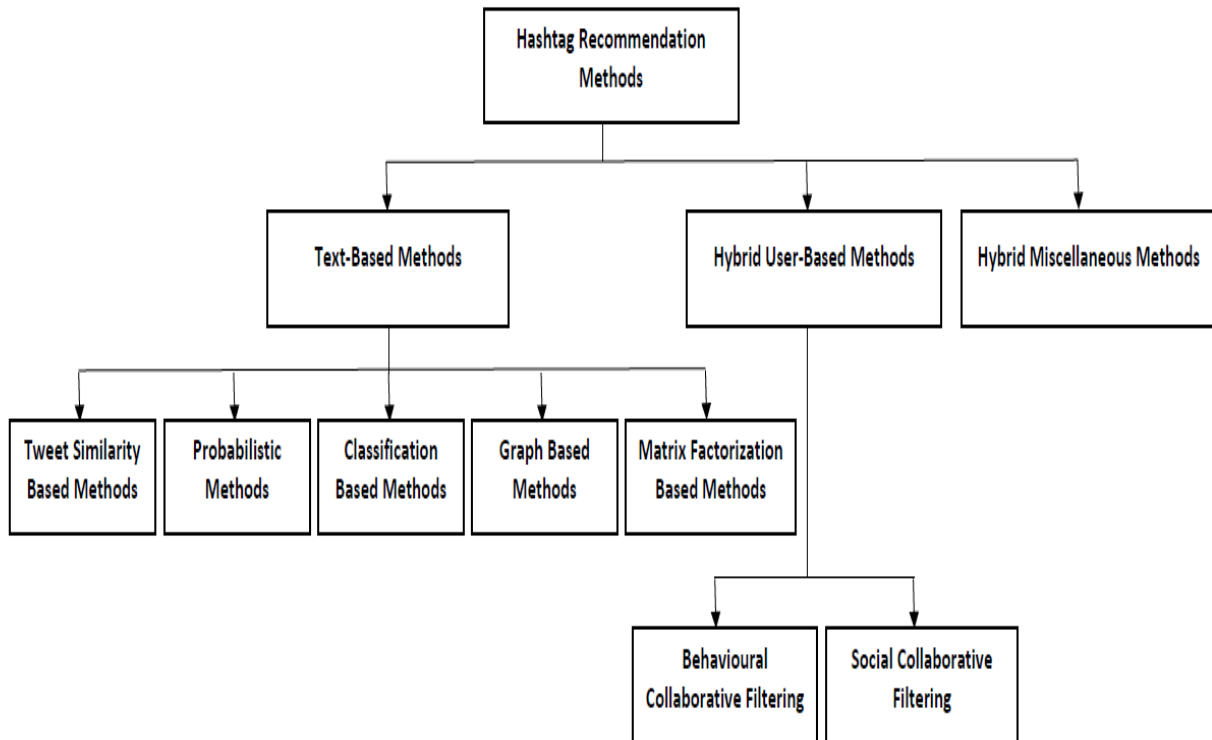 Hashtag Recommendation
Methods
Text-Based Methods
Hybrid User-Based Methods
Hybrid Miscellaneous Methods
Tweet Similarity
Based Methods
Probabilistic
Methods
Classification
Based Methods
Graph Based
Methods
Matrix Factorization
Based Methods
Behavioural
Collaborative Filtering
Social Collaborative
Filtering